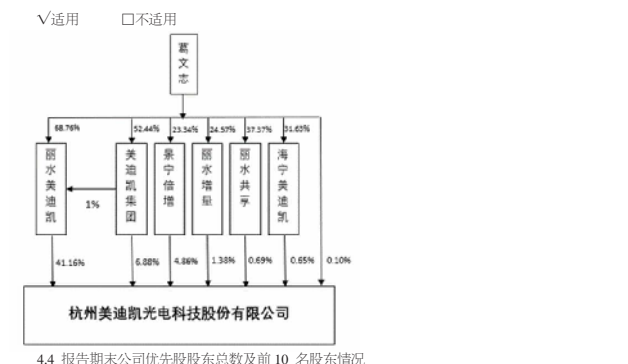 √适用 □不适用
葛文志
68.76% 52.44% 23.34% 24.57% 37.37% 31.63%
丽水美迪凯 美迪凯集团 景宁倍增 丽水增量 丽水共享 海宁美迪凯
1%
41.16% 6.88% 4.86% 1.38% 0.69% 0.65% 0.10%
杭州美迪凯光电科技股份有限公司
4.4 报告期末公司优先股股东总数及前 10 名股东情况